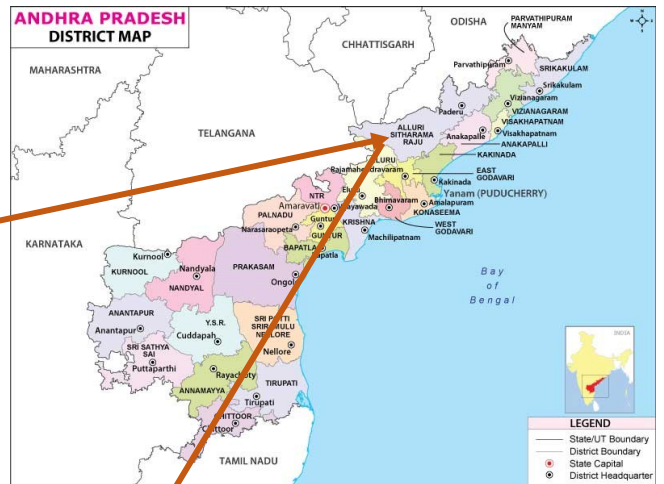 ANDHRA PRADESH
DISTRICT MAP
ODISHA
PARVATHIPURAM
MANYAM
N
CHHATTISGARH
Parvathipuram
SRIKAKULAM
MAHARASHTRA
Srikakulam
Vizianagaram
VIZIANAGARAM
Paderu
VISAKHAPATNAM
TELANGANA
ALLURI
SITHARAMA
RAJU
Anakapalle
Visakhapatnam
ANAKAPALLI
KAKINADA
LURU
Rajamahendravaram
EAST
GODAVARI
Kakinada
NTR
Elu
Yanam (PUDUCHERRY)
Amaravati
Bhimavaram
Amalapuram
PALNADU
Vijayawada
KONASEEMA
Guntur
KRISHNA
WEST
GODAVARI
Narasaraopeta
GUNTUR
Machilipatnam
KARNATAKA
BAPATLA
Bapatla
Kurnool
KURNOOL
Nandyala
PRAKASAM
NANDYAL
Ongole
Bay
of
Bengal
ANANTAPUR
Y.S.R.
SRI POTTI
SRIRAMULU
NELLORE
INDIA
Anantapur
Cuddapah
SRI SATHYA
SAI
Nellore
Puttaparthi
Rayachoty
ANNAMAYYA
TIRUPATI
Tirupati
CHITTOOR
Chittoor
LEGEND
State/UT Boundary
District Boundary
State Capital
District Headquarter
TAMIL NADU